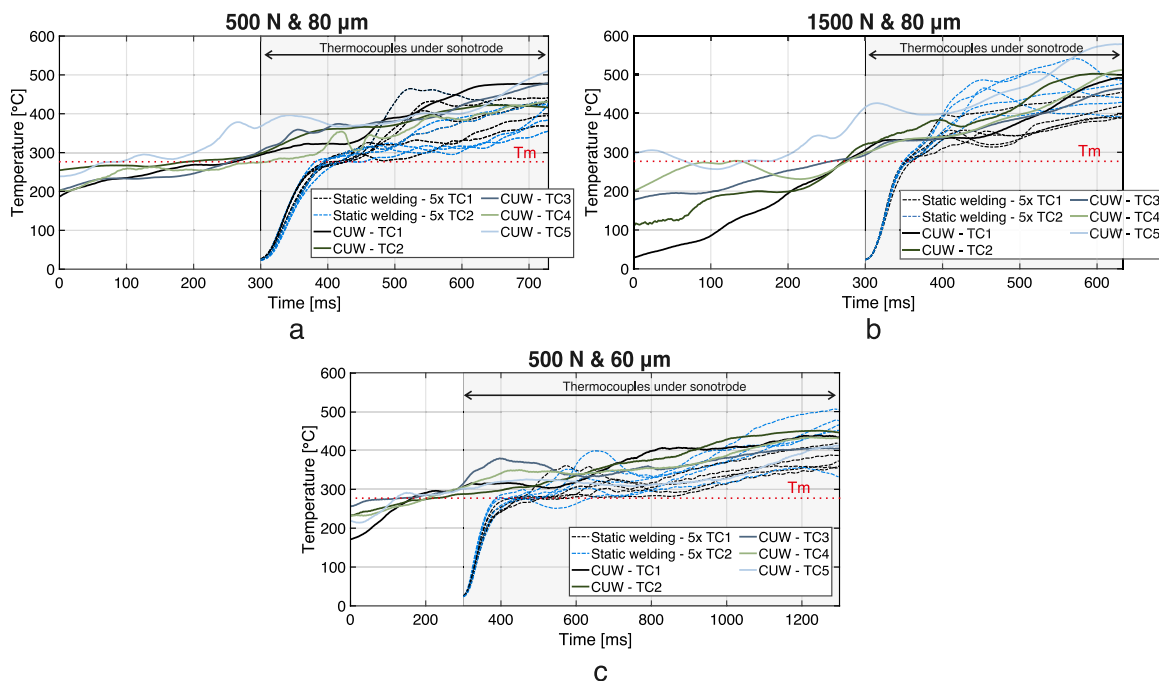 500 N & 80 µm
600
500
400
300
200
100
0
Temperature [°C]
Thermocouples under sonotrode
Tm
Static welding - 5x TC1
Static welding - 5x TC2
CUW - TC1
CUW - TC2
CUW - TC3
CUW - TC4
CUW - TC5
0 100 200 300 400 500 600 700
Time [ms]
a
1500 N & 80 µm
600
500
400
300
200
100
0
Temperature [°C]
Thermocouples under sonotrode
Tm
Static welding - 5x TC1
Static welding - 5x TC2
CUW - TC1
CUW - TC2
CUW - TC3
CUW - TC4
CUW - TC5
0 100 200 300 400 500 600
Time [ms]
b
500 N & 60 µm
600
500
400
300
200
100
0
Temperature [°C]
Thermocouples under sonotrode
Tm
Static welding - 5x TC1
Static welding - 5x TC2
CUW - TC1
CUW - TC2
CUW - TC3
CUW - TC4
CUW - TC5
0 200 400 600 800 1000 1200
Time [ms]
c